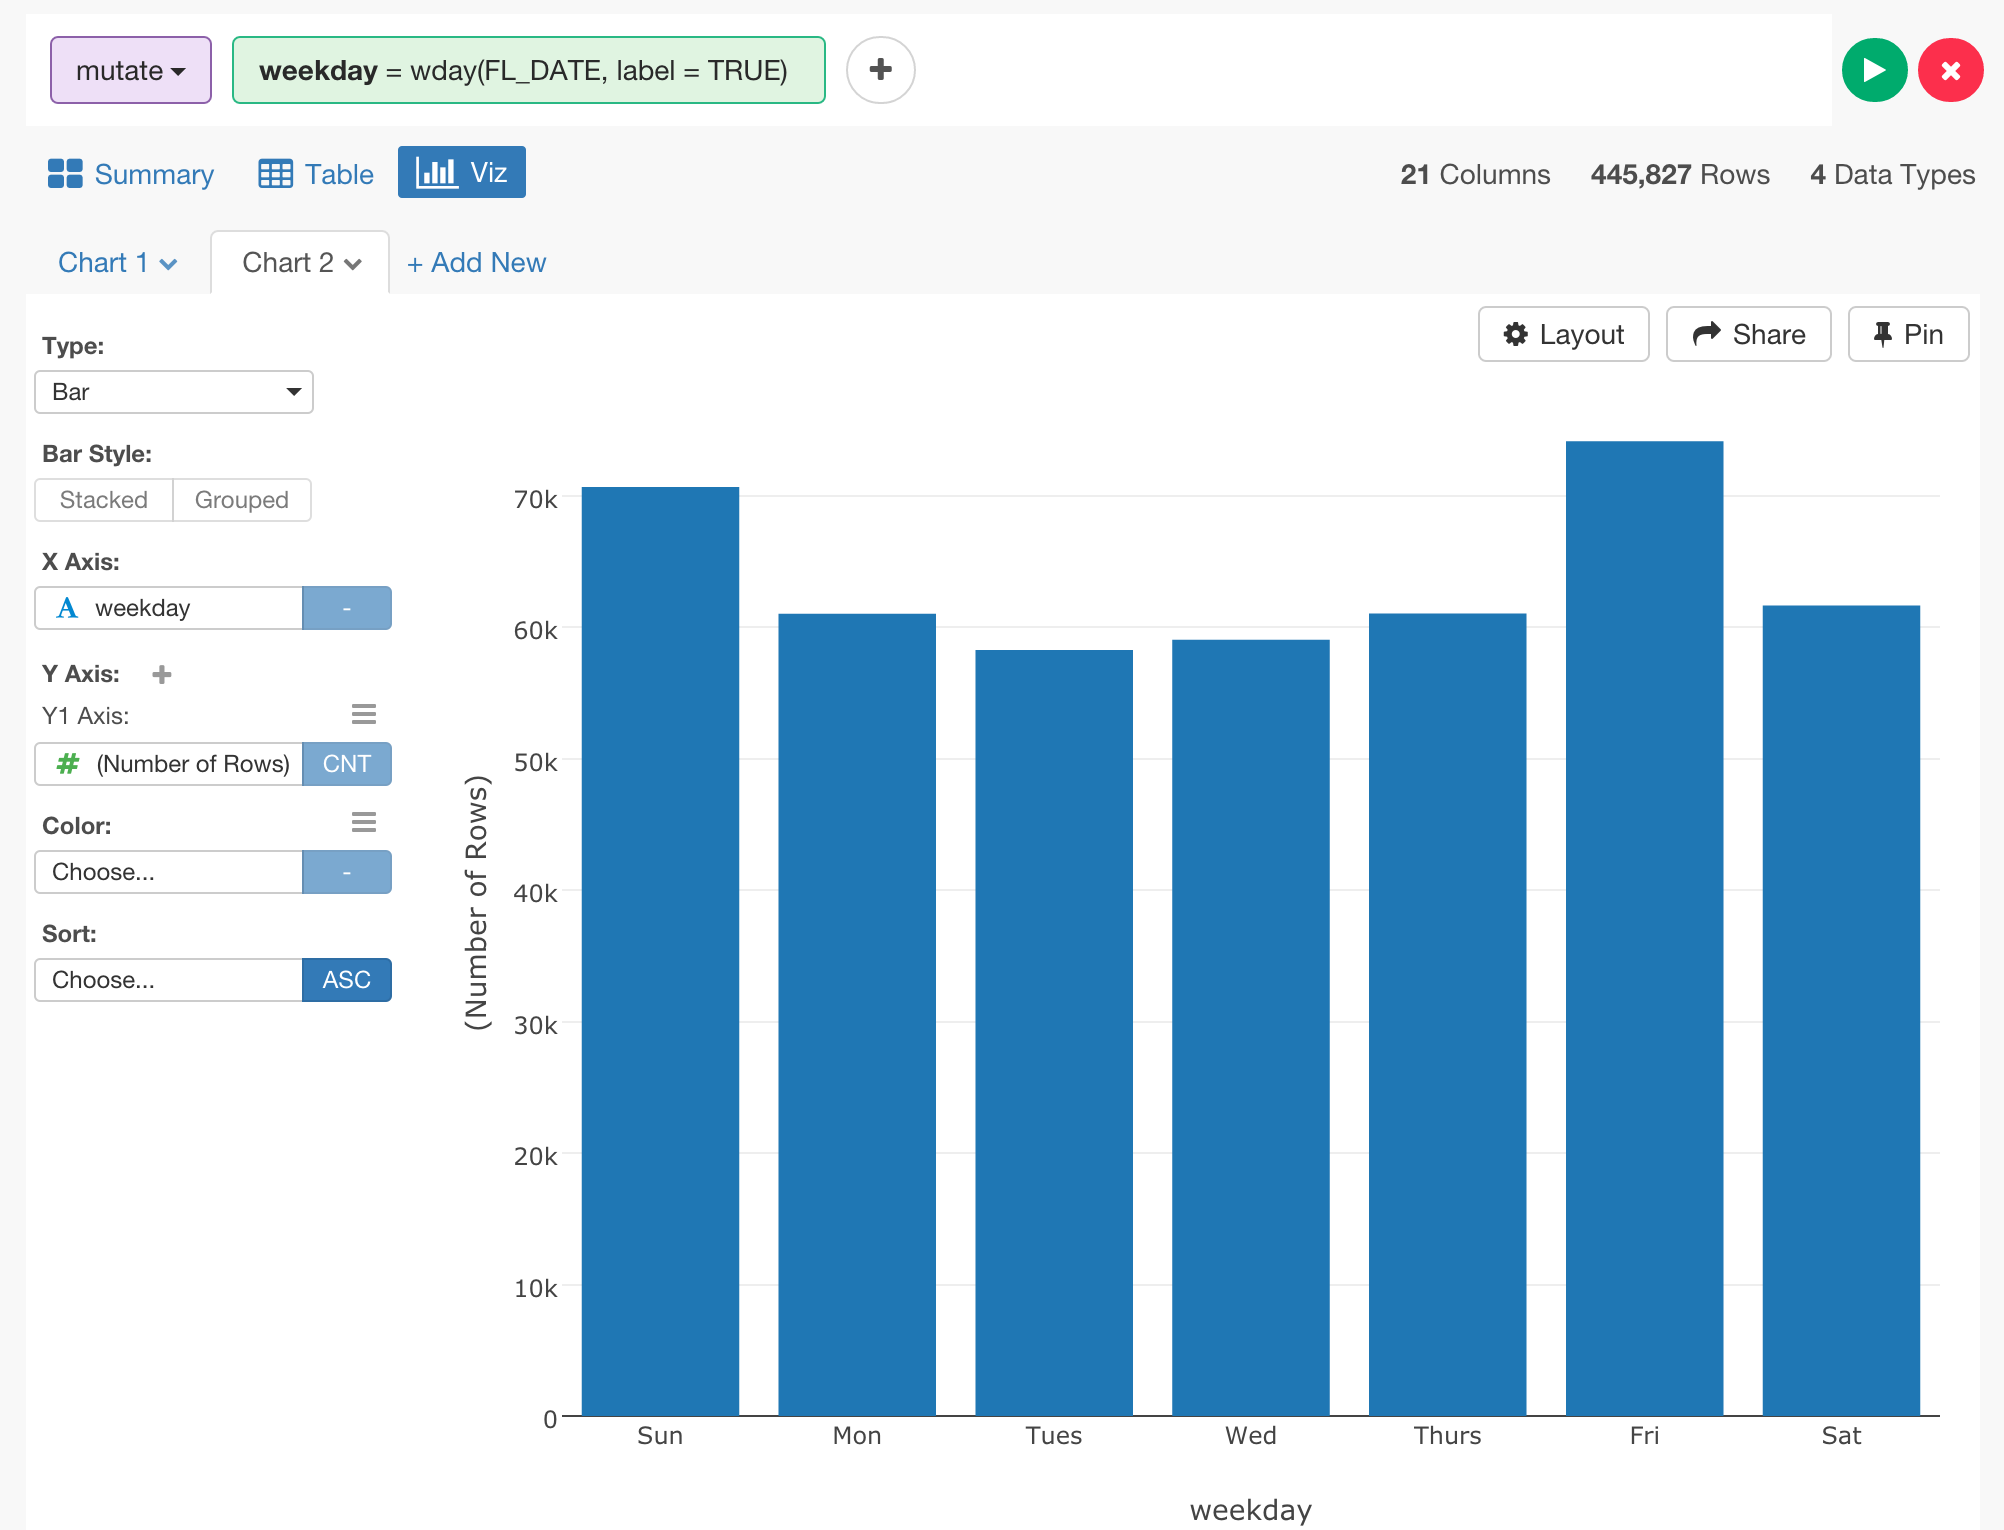 mutate weekday = wday(FL_DATE, label = TRUE)
Summary Table Viz 21 Columns 445,827 Rows 4 Data Types
Chart 1 Chart 2 + Add New
Layout Share Pin
Type:
Bar
Bar Style:
Stacked Grouped
X Axis:
A weekday -
Y Axis:
Y1 Axis:
# (Number of Rows) CNT
Color:
Choose... -
Sort:
Choose... ASC
(Number of Rows)
70k
60k
50k
40k
30k
20k
10k
0
Sun Mon Tues Wed Thurs Fri Sat
weekday